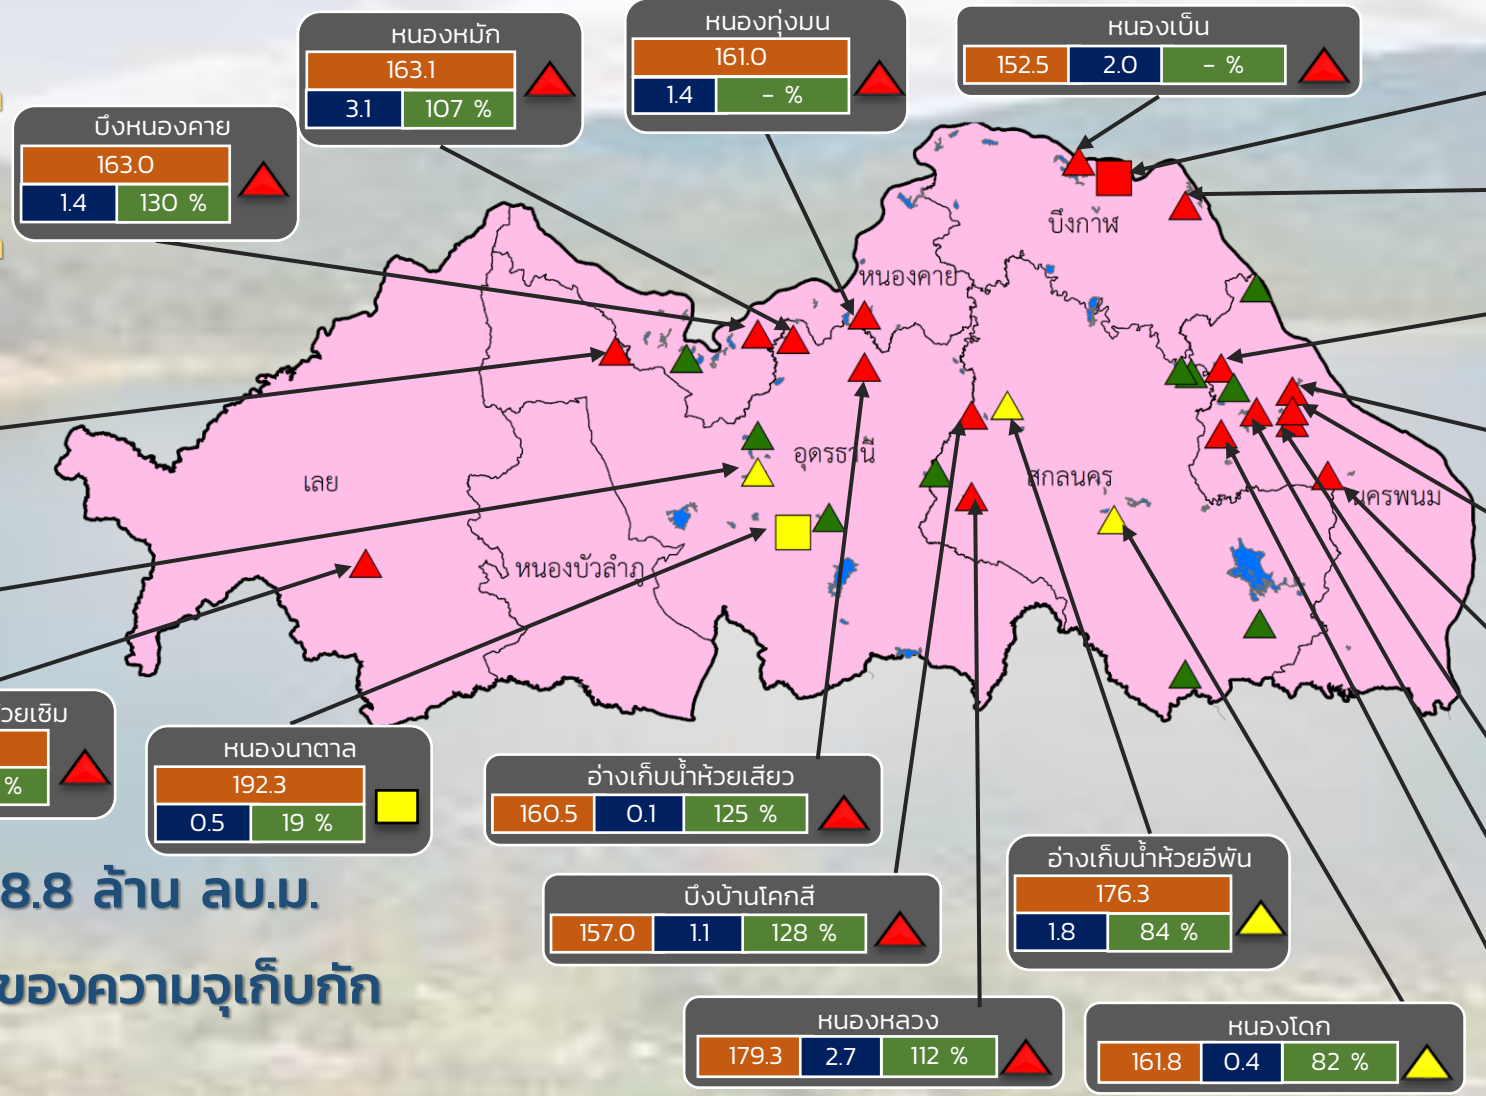 หนองหมัก
163.1
3.1 107 %
หนองทุ่งมน
161.0
1.4 - %
หนองเบ็น
152.5 2.0 - %
บึงหนองคาย
163.0
1.4 130 %
บึงกาฬ
หนองคาย
อุดรธานี
เลย
สกลนคร
นครพนม
หนองบัวลำภู
%
หนองนาตาล
192.3
0.5 19 %
อ่างเก็บน้ำห้วยเสียว
160.5 0.1 125 %
บึงบ้านโคกสี
157.0 1.1 128 %
อ่างเก็บน้ำห้วยอีพัน
176.3
1.8 84 %
8.8 ล้าน ลบ.ม.
ของความจุเก็บกัก
หนองหลวง
179.3 2.7 112 %
หนองโดก
161.8 0.4 82 %